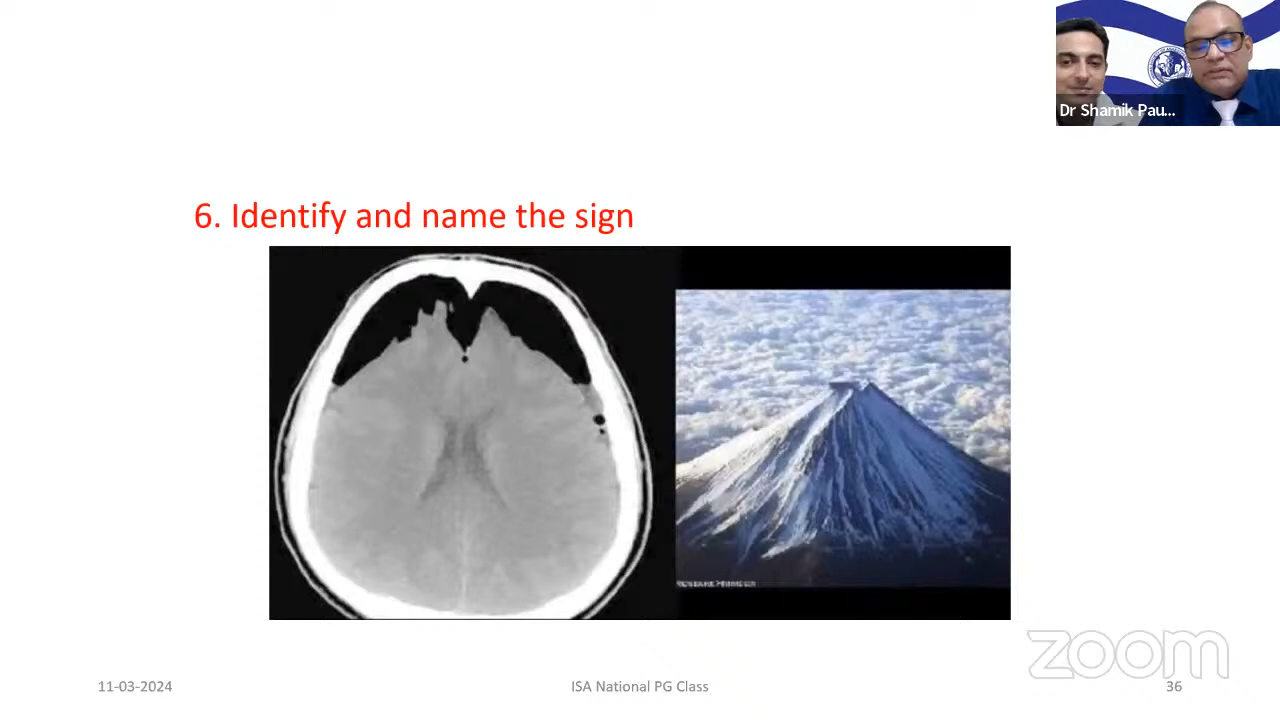 Dr Shamik Pau...
6. Identify and name the sign
zoom
11-03-2024
ISA National PG Class
36